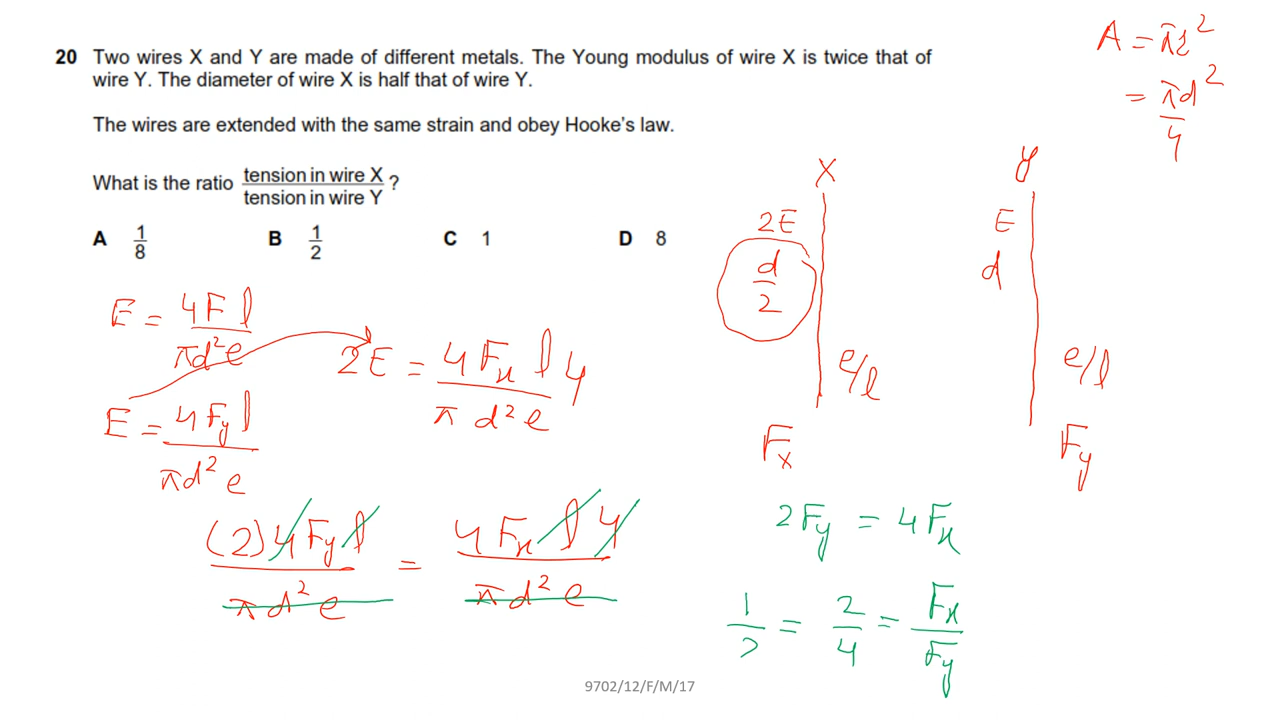 20 Two wires X and Y are made of different metals. The Young modulus of wire X is twice that of
wire Y. The diameter of wire X is half that of wire Y.
The wires are extended with the same strain and obey Hooke's law.
What is the ratio tension in wire X / tension in wire Y ?
A 1/8 B 1/2 C 1 D 8
A = πr²
= πd²/4
X Y
2E E
d/2 d
e/l e/l
Fx Fy
E = 4Fl/πd²e
2E = 4Fx l 4/πd²e
E = 4Fy l/πd²e
(2)4Fy l/πd²e = 4Fx l 4/πd²e
2Fy = 4Fx
1/2 = 2/4 = Fx/Fy
9702/12/F/M/17